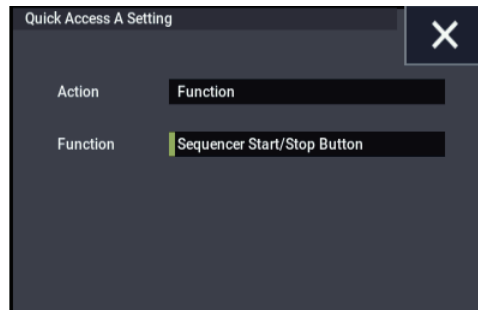 Quick Access A Setting
Action Function
Function Sequencer Start/Stop Button